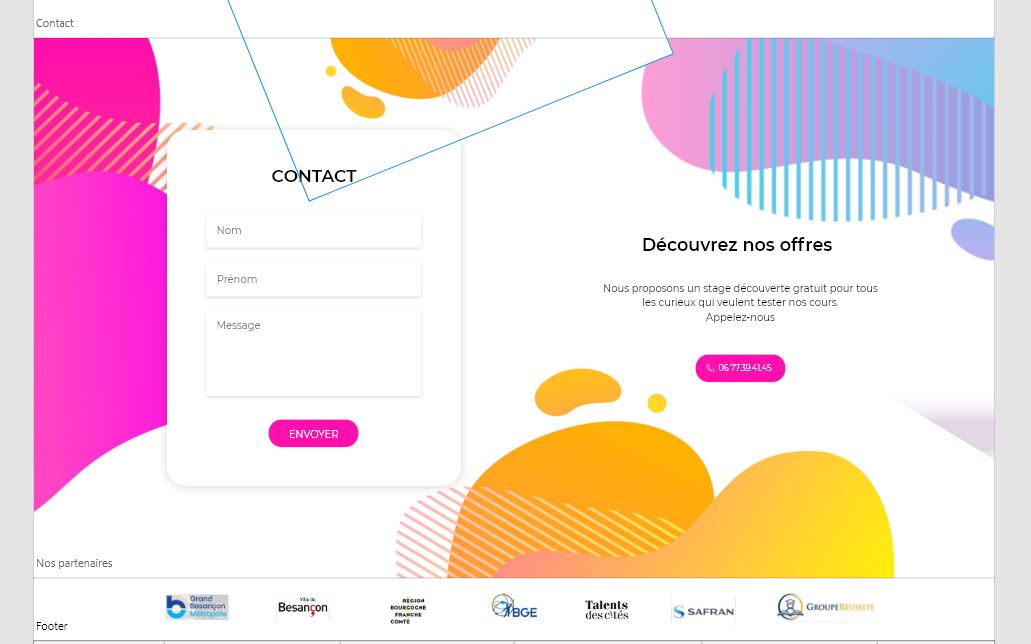 Contact
CONTACT
Nom
Prénom
Message
ENVOYER
Découvrez nos offres
Nous proposons un stage découverte gratuit pour tous
les curieux qui veulent tester nos cours.
Appelez-nous
06.77.39.41.45
Nos partenaires
Grand
Besançon
Métropole
Ville de
Besançon
RÉGION
BOURGOGNE
FRANCHE
COMTÉ
BGE
Talents
des cités
SAFRAN
GROUPE RÉUSSITE
Footer